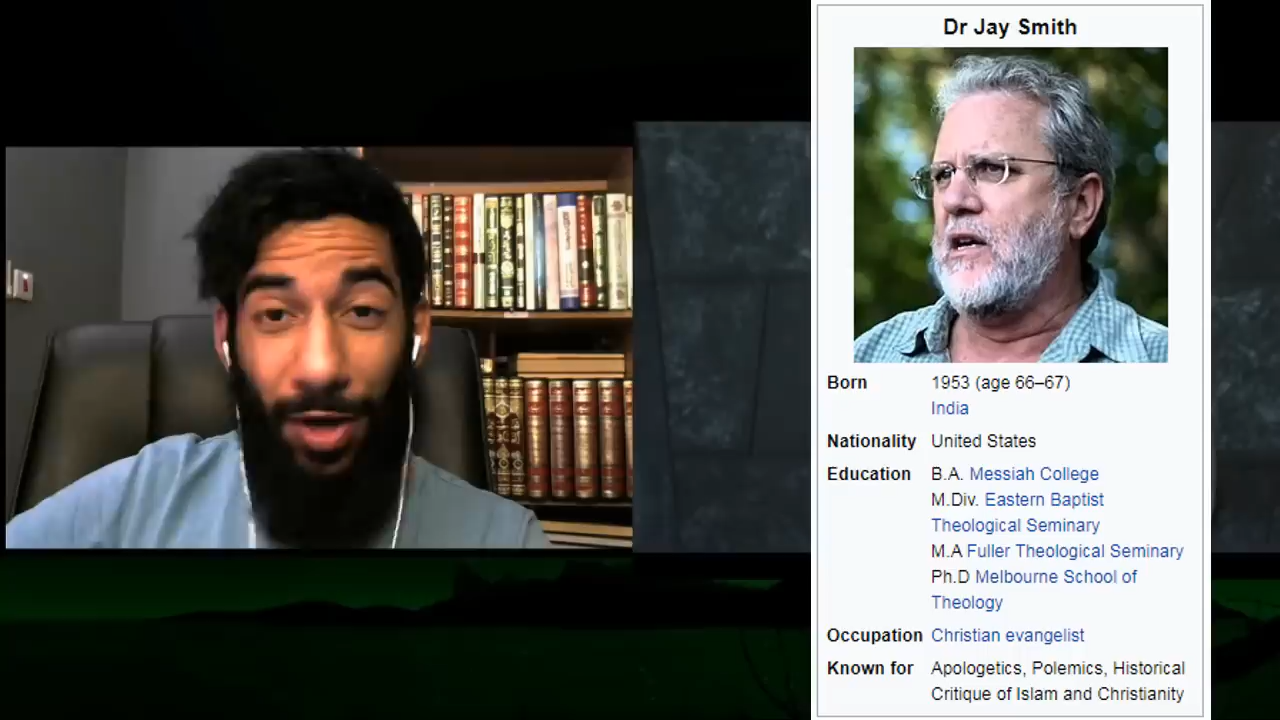 Dr Jay Smith
Born 1953 (age 66–67)
India
Nationality United States
Education B.A. Messiah College
M.Div. Eastern Baptist
Theological Seminary
M.A Fuller Theological Seminary
Ph.D Melbourne School of
Theology
Occupation Christian evangelist
Known for Apologetics, Polemics, Historical
Critique of Islam and Christianity